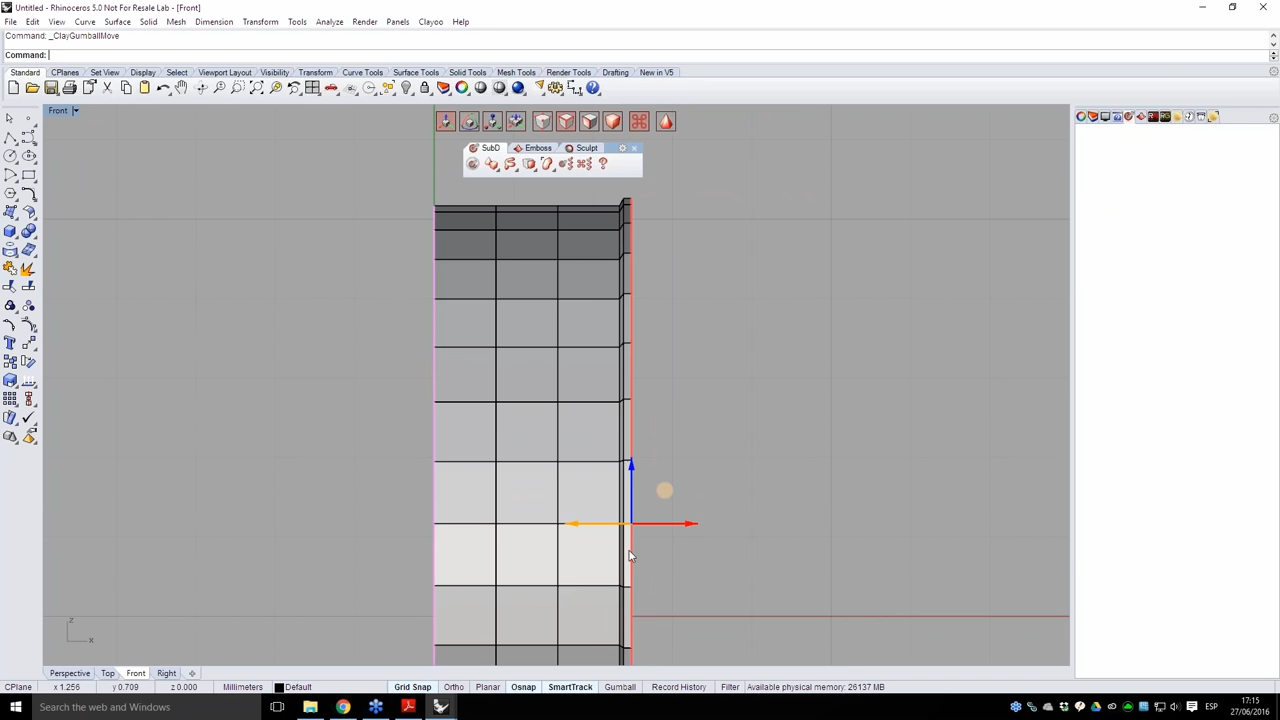 Untitled - Rhinoceros 5.0 Not For Resale Lab - [Front]
File Edit View Curve Surface Solid Mesh Dimension Transform Tools Analyze Render Panels Clayoo Help
Command: _ClayGumballMove
Command:
Standard CPlanes Set View Display Select Viewport Layout Visibility Transform Curve Tools Surface Tools Solid Tools Mesh Tools Render Tools Drafting New in V5
Front
SubD Emboss Sculpt
z
x
Perspective Top Front Right
CPlane x 1.256 y 0.709 z 0.000 Millimeters Default Grid Snap Ortho Planar Osnap SmartTrack Gumball Record History Filter Available physical memory: 26137 MB
Search the web and Windows
ESP
17:15
27/06/2016